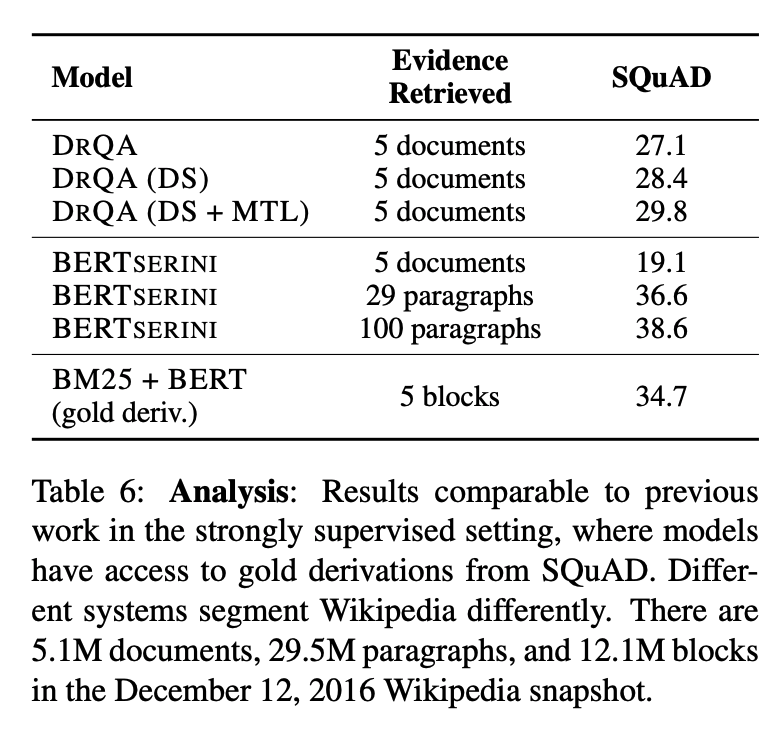 Model Evidence Retrieved SQuAD
DRQA 5 documents 27.1
DRQA (DS) 5 documents 28.4
DRQA (DS + MTL) 5 documents 29.8
BERTSERINI 5 documents 19.1
BERTSERINI 29 paragraphs 36.6
BERTSERINI 100 paragraphs 38.6
BM25 + BERT
(gold deriv.) 5 blocks 34.7
Table 6: Analysis: Results comparable to previous
work in the strongly supervised setting, where models
have access to gold derivations from SQuAD. Differ-
ent systems segment Wikipedia differently. There are
5.1M documents, 29.5M paragraphs, and 12.1M blocks
in the December 12, 2016 Wikipedia snapshot.